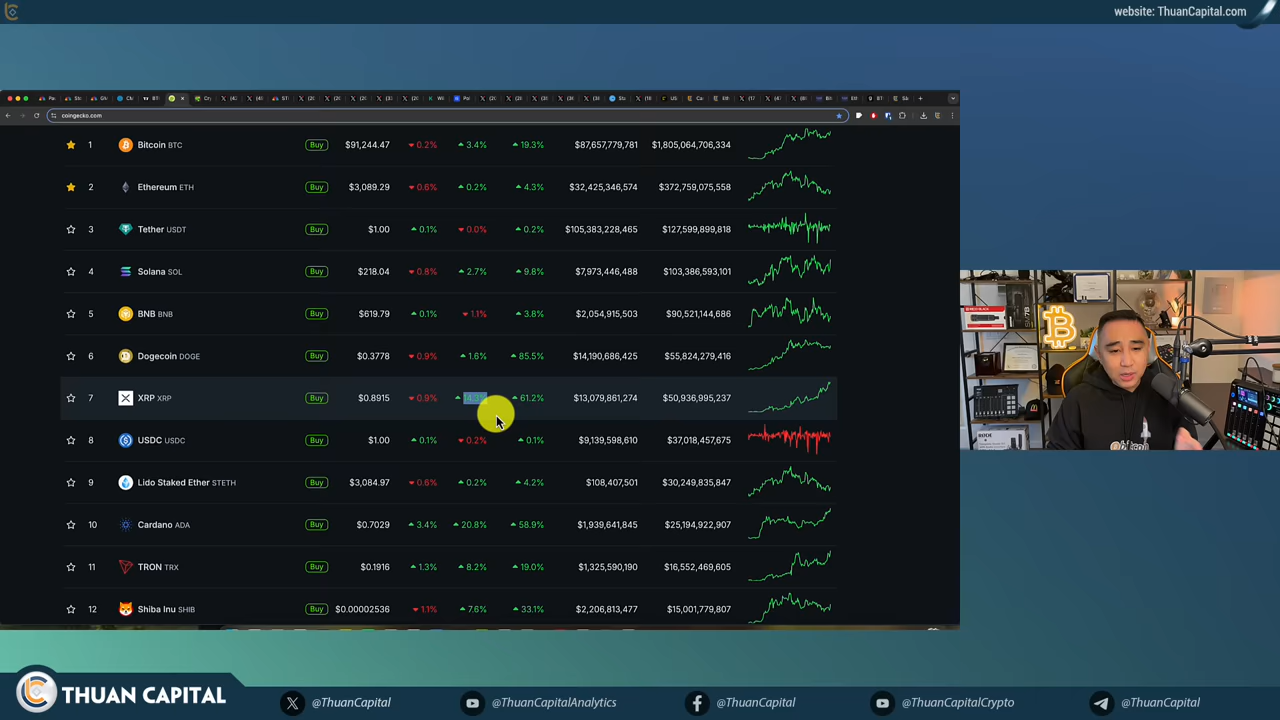 website: ThuanCapital.com
coingecko.com
1 Bitcoin BTC Buy $91,244.47 0.2% 3.4% 19.3% $87,657,779,781 $1,805,064,706,334
2 Ethereum ETH Buy $3,089.29 0.6% 0.2% 4.3% $32,425,346,574 $372,759,075,558
3 Tether USDT Buy $1.00 0.1% 0.0% 0.2% $105,383,228,465 $127,599,899,818
4 Solana SOL Buy $218.04 0.8% 2.7% 9.8% $7,973,446,488 $103,386,593,101
5 BNB BNB Buy $619.79 0.1% 1.1% 3.8% $2,054,915,503 $90,521,144,686
6 Dogecoin DOGE Buy $0.3778 0.9% 1.6% 85.5% $14,190,686,425 $55,824,279,416
7 XRP XRP Buy $0.8915 0.9% 61.2% $13,079,861,274 $50,936,995,237
8 USDC USDC Buy $1.00 0.1% 0.2% 0.1% $9,139,598,610 $37,018,457,675
9 Lido Staked Ether STETH Buy $3,084.97 0.6% 0.2% 4.2% $108,407,501 $30,249,835,847
10 Cardano ADA Buy $0.7029 3.4% 20.8% 58.9% $1,939,641,845 $25,194,922,907
11 TRON TRX Buy $0.1916 1.3% 8.2% 19.0% $1,325,590,190 $16,552,469,605
12 Shiba Inu SHIB Buy $0.00002536 1.1% 7.6% 33.1% $2,206,813,477 $15,001,779,807
THUAN CAPITAL
@ThuanCapital
@ThuanCapitalAnalytics
@ThuanCapital
@ThuanCapitalCrypto
@ThuanCapital